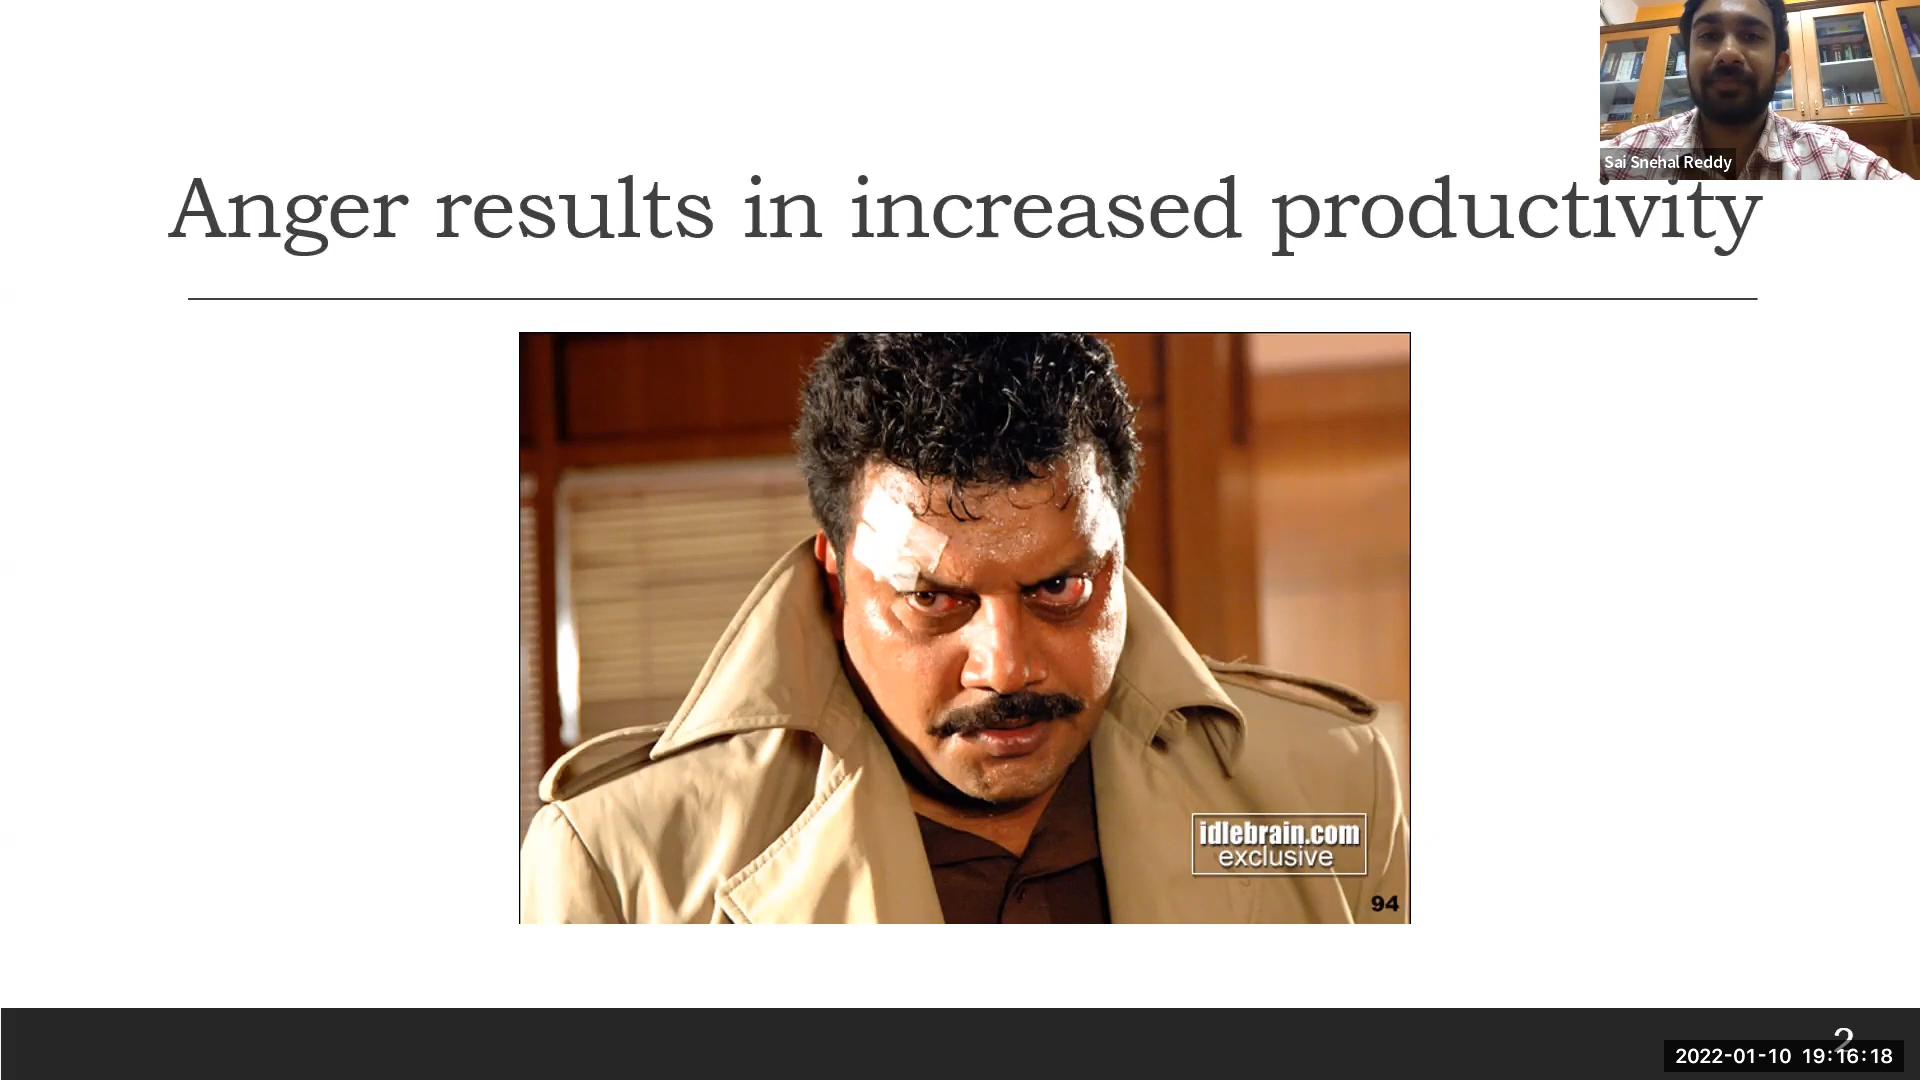 Sai Snehal Reddy
Anger results in increased productivity
idlebrain.com
exclusive
94
2
2022-01-10 19:16:18